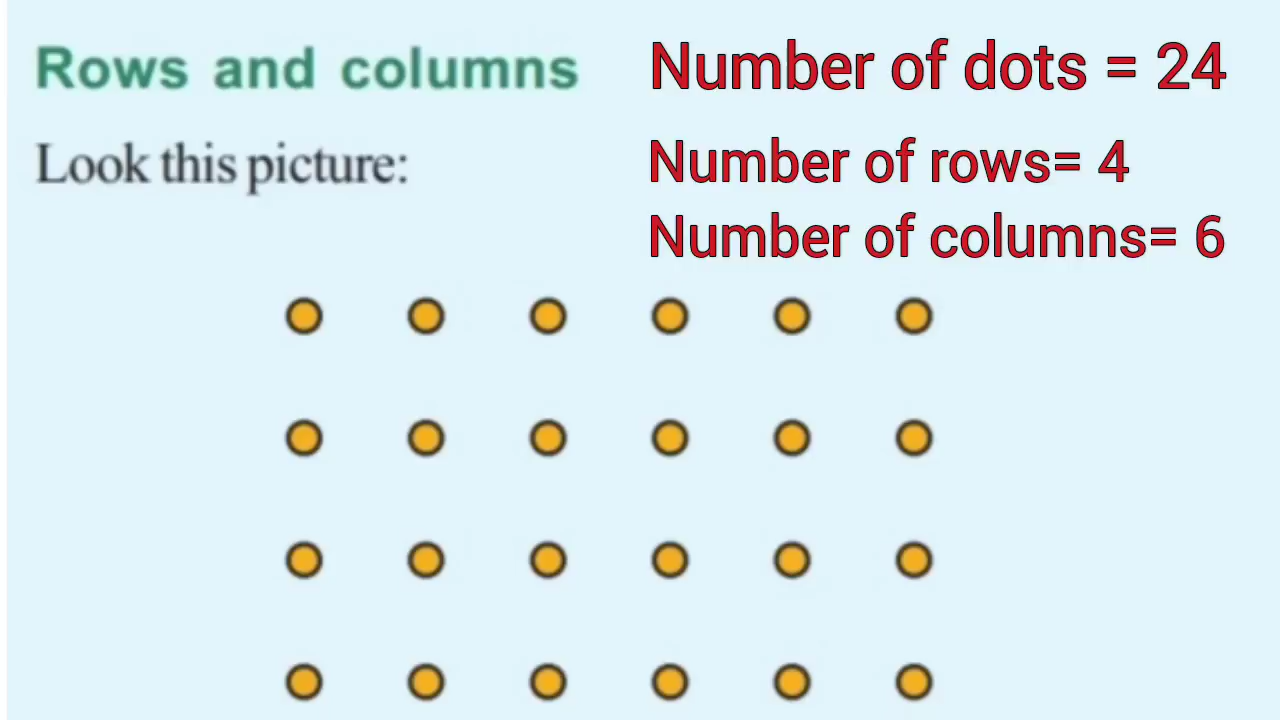 Rows and columns
Number of dots = 24
Look this picture:
Number of rows= 4
Number of columns= 6